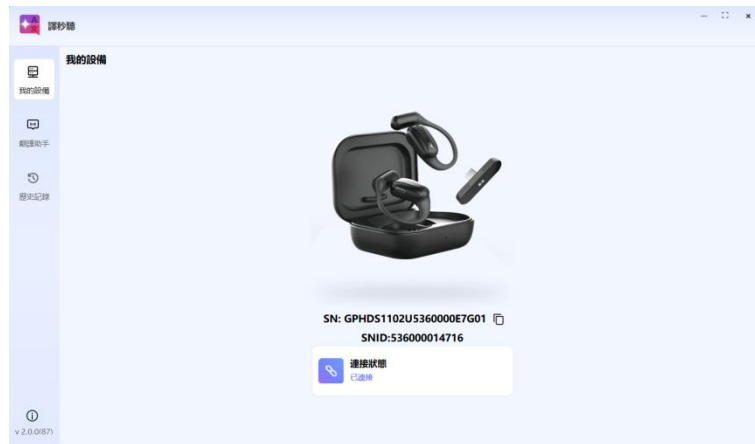 譯秒聽
我的設備
我的設備
翻譯助手
歷史記錄
SN: GPHDS1102U5360000E7G01
SNID:536000014716
連接狀態
已連接
v 2.0.0(87)